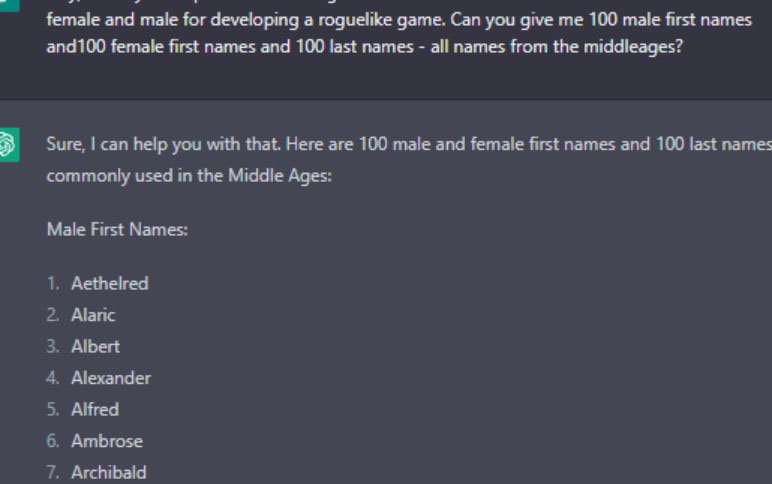 female and male for developing a roguelike game. Can you give me 100 male first names
and100 female first names and 100 last names - all names from the middleages?
Sure, I can help you with that. Here are 100 male and female first names and 100 last names
commonly used in the Middle Ages:
Male First Names:
1. Aethelred
2. Alaric
3. Albert
4. Alexander
5. Alfred
6. Ambrose
7. Archibald